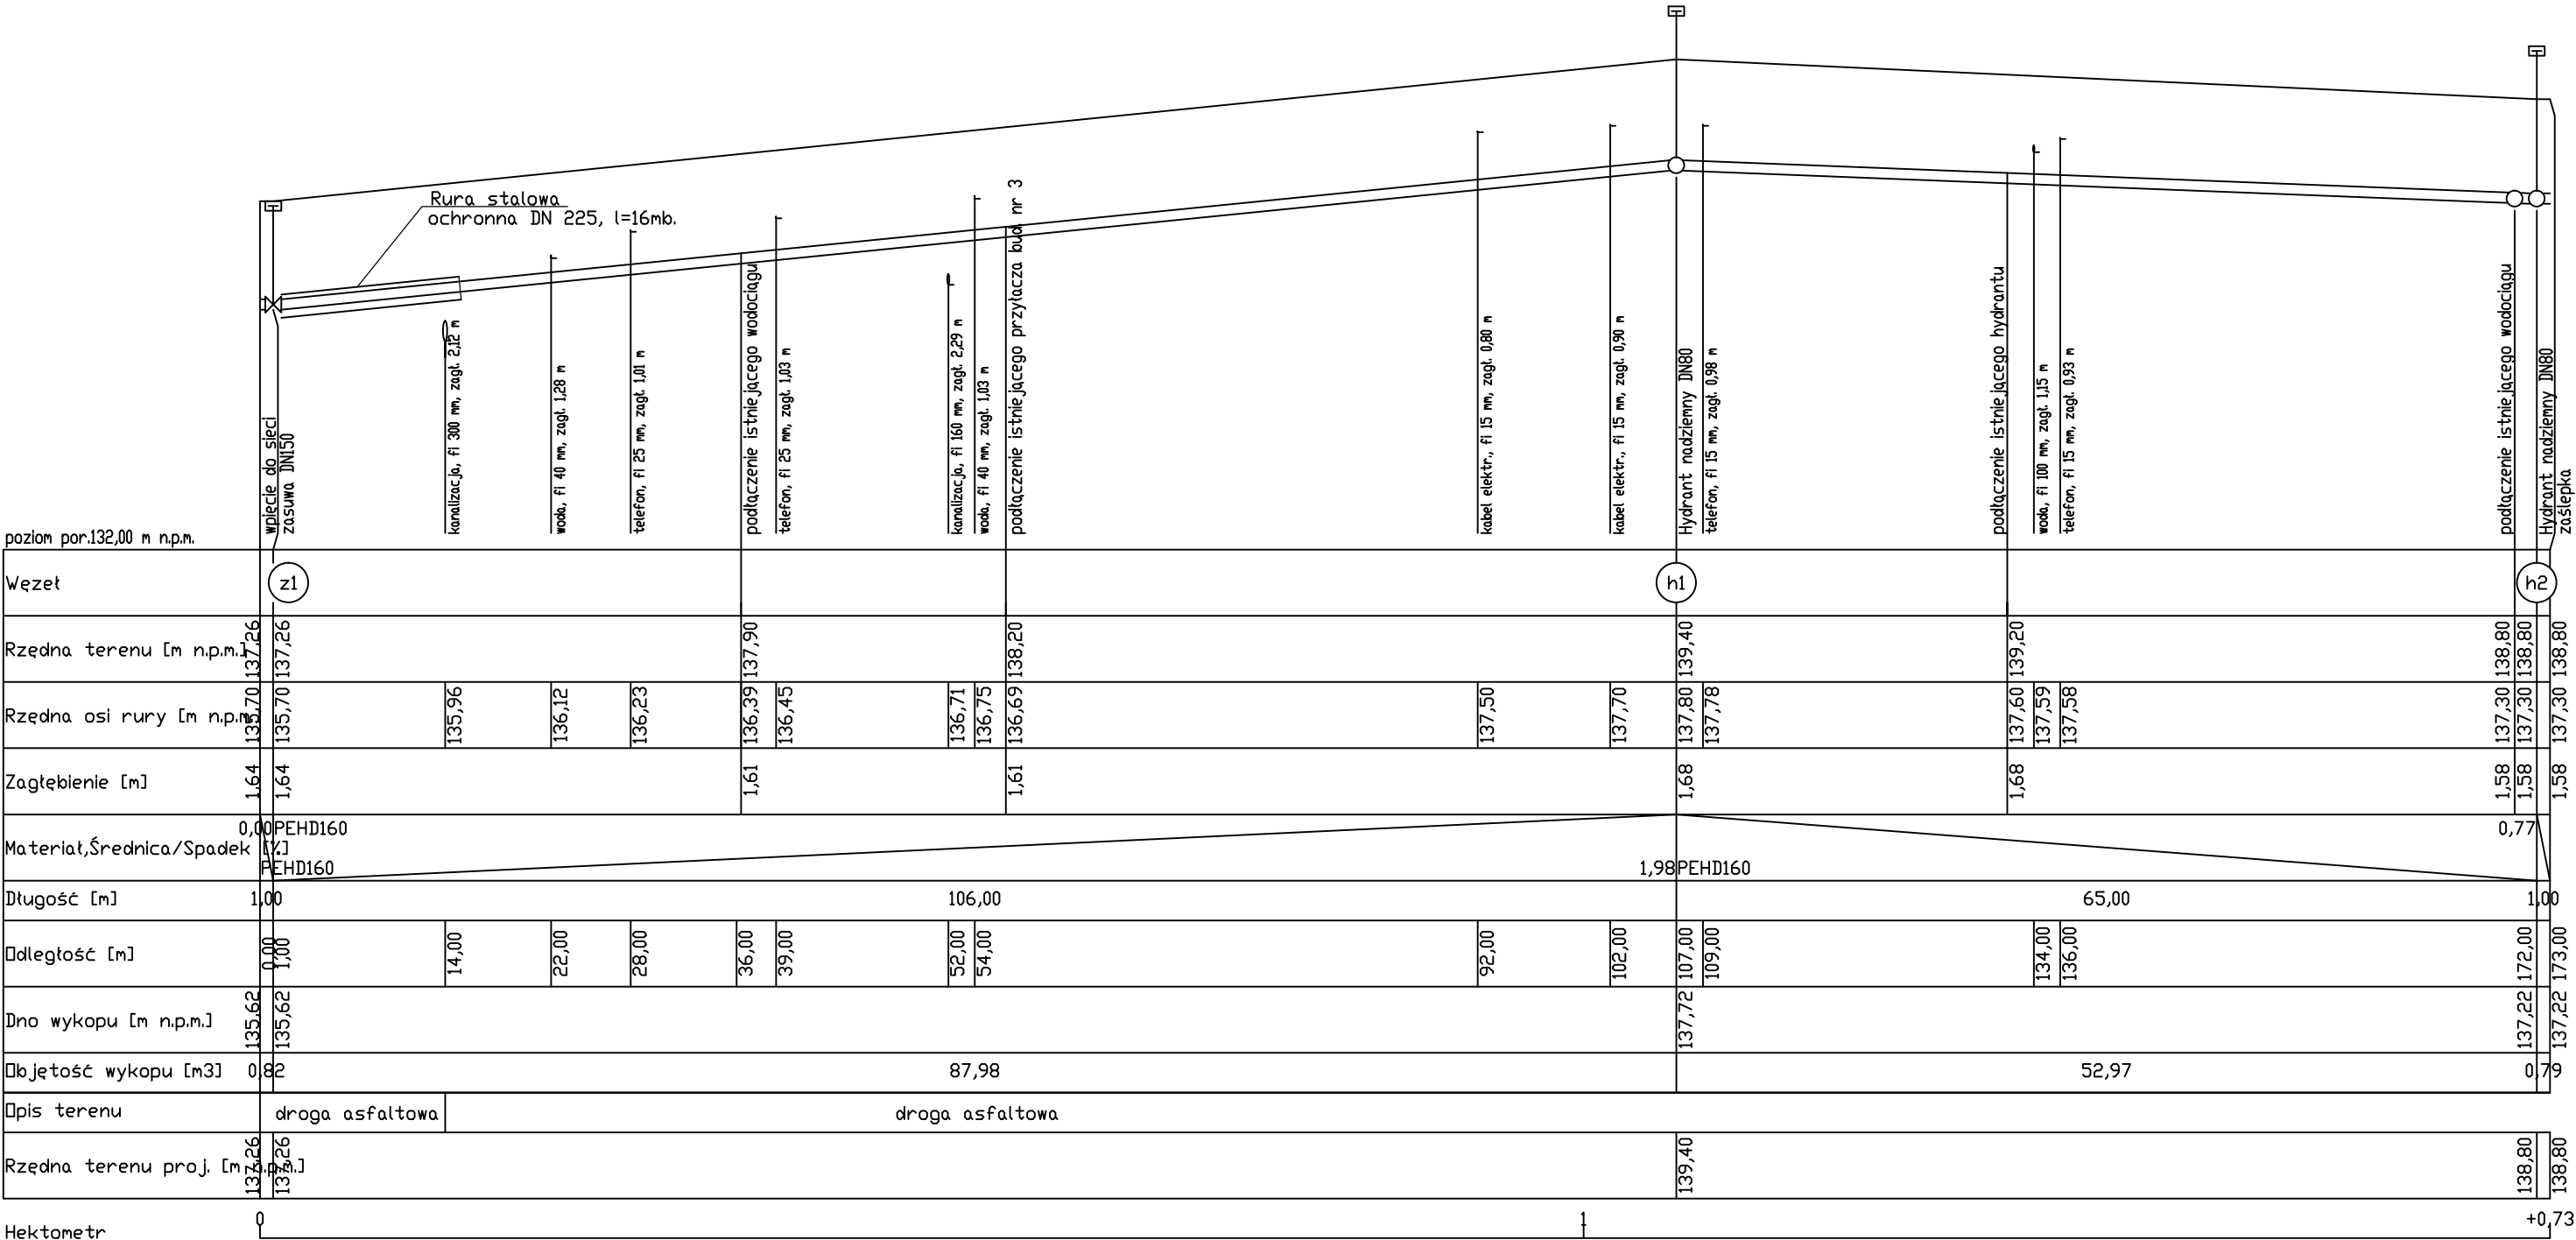 Rura stalowa
ochronna DN 225, l=16mb.
wpięcie do sieci
zasuwa DN150
kanalizacja, fi 300 mm, zagł. 2,12 m
woda, fi 40 mm, zagł. 1,28 m
telefon, fi 25 mm, zagł. 1,01 m
podłączenie istniejącego wodociągu
telefon, fi 25 mm, zagł. 1,03 m
kanalizacja, fi 160 mm, zagł. 2,29 m
woda, fi 40 mm, zagł. 1,03 m
podłączenie istniejącego przyłacza bud. nr 3
kabel elektr., fi 15 mm, zagł. 0,80 m
kabel elektr., fi 15 mm, zagł. 0,90 m
Hydrant nadziemny DN80
telefon, fi 15 mm, zagł. 0,98 m
podłączenie istniejącego hydrantu
woda, fi 100 mm, zagł. 1,15 m
telefon, fi 15 mm, zagł. 0,93 m
podłączenie istniejącego wodociągu
Hydrant nadziemny DN80
zaślepka
poziom por.132,00 m n.p.m.
Węzeł z1 h1 h2
Rzędna terenu [m n.p.m.] 137,26 137,26 137,90 138,20 139,40 139,20 138,80 138,80 138,80
Rzędna osi rury [m n.p.m. 135,70 135,70 135,96 136,12 136,23 136,39 136,45 136,71 136,75 136,69 137,50 137,70 137,80 137,78 137,60 137,59 137,58 137,30 137,30 137,30
Zagłębienie [m] 1,64 1,64 1,61 1,61 1,68 1,68 1,58 1,58 1,58
0,00 PEHD160 0,77
Materiał,Średnica/Spadek [%]
PEHD160 1,98 PEHD160
Długość [m] 1,00 106,00 65,00 1,00
Odległość [m] 0,00 1,00 14,00 22,00 28,00 36,00 39,00 52,00 54,00 92,00 102,00 107,00 109,00 134,00 136,00 172,00 173,00
Dno wykopu [m n.p.m.] 135,62 135,62 137,72 137,22 137,22
Objętość wykopu [m3] 0,82 87,98 52,97 0,79
Opis terenu droga asfaltowa droga asfaltowa
Rzędna terenu proj. [m n.p.m.] 137,26 137,26 139,40 138,80 138,80
Hektometr 0 1 +0,73